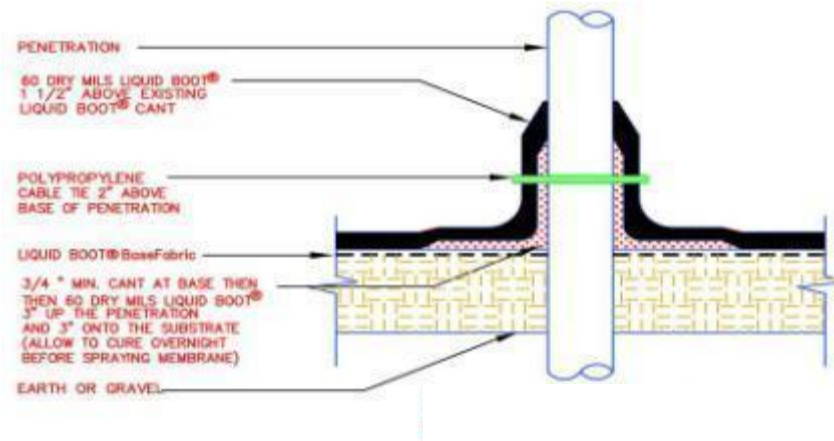 PENETRATION
60 DRY MILS LIQUID BOOT®
1 1/2" ABOVE EXISTING
LIQUID BOOT® CANT
POLYPROPYLENE
CABLE TIE 2" ABOVE
BASE OF PENETRATION
LIQUID BOOT® BaseFabric
3/4 " MIN. CANT AT BASE THEN
THEN 60 DRY MILS LIQUID BOOT®
3" UP THE PENETRATION
AND 3" ONTO THE SUBSTRATE
(ALLOW TO CURE OVERNIGHT
BEFORE SPRAYING MEMBRANE)
EARTH OR GRAVEL